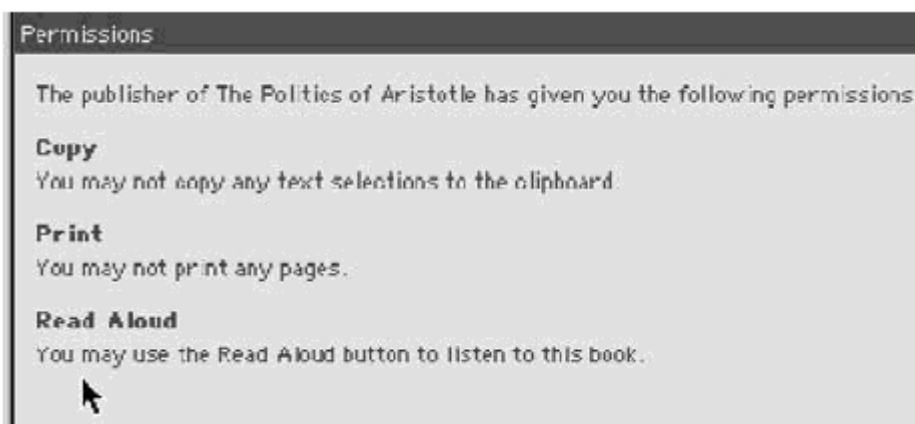 Permissions
The publisher of The Politics of Aristotle has given you the following permissions
Copy
You may not copy any text selections to the clipboard.
Print
You may not print any pages.
Read Aloud
You may use the Read Aloud button to listen to this book.